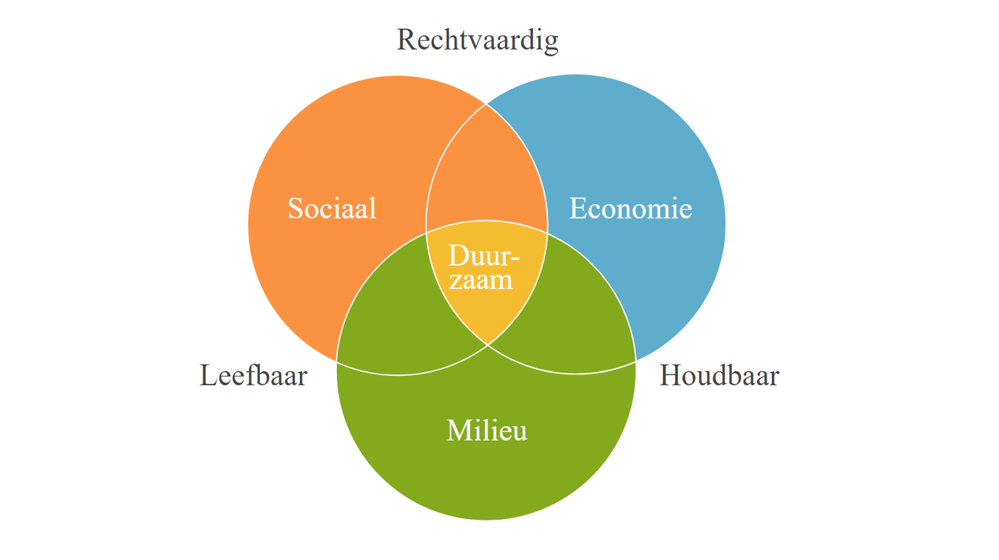 Rechtvaardig
Sociaal
Economie
Duur-
zaam
Leefbaar
Houdbaar
Milieu